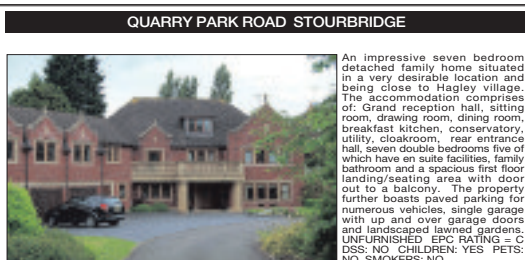 QUARRY PARK ROAD STOURBRIDGE
An impressive seven bedroom
detached family home situated
in a very desirable location and
being close to Hagley village.
The accommodation comprises
of: Grand reception hall, sitting
room, drawing room, dining room,
breakfast kitchen, conservatory,
utility, cloakroom, rear entrance
hall, seven double bedrooms five of
which have en suite facilities, family
bathroom and a spacious first floor
landing/seating area with door
out to a balcony. The property
further boasts paved parking for
numerous vehicles, single garage
with up and over garage doors
and landscaped lawned gardens.
UNFURNISHED EPC RATING = C
DSS: NO CHILDREN: YES PETS:
NO SMOKERS: NO